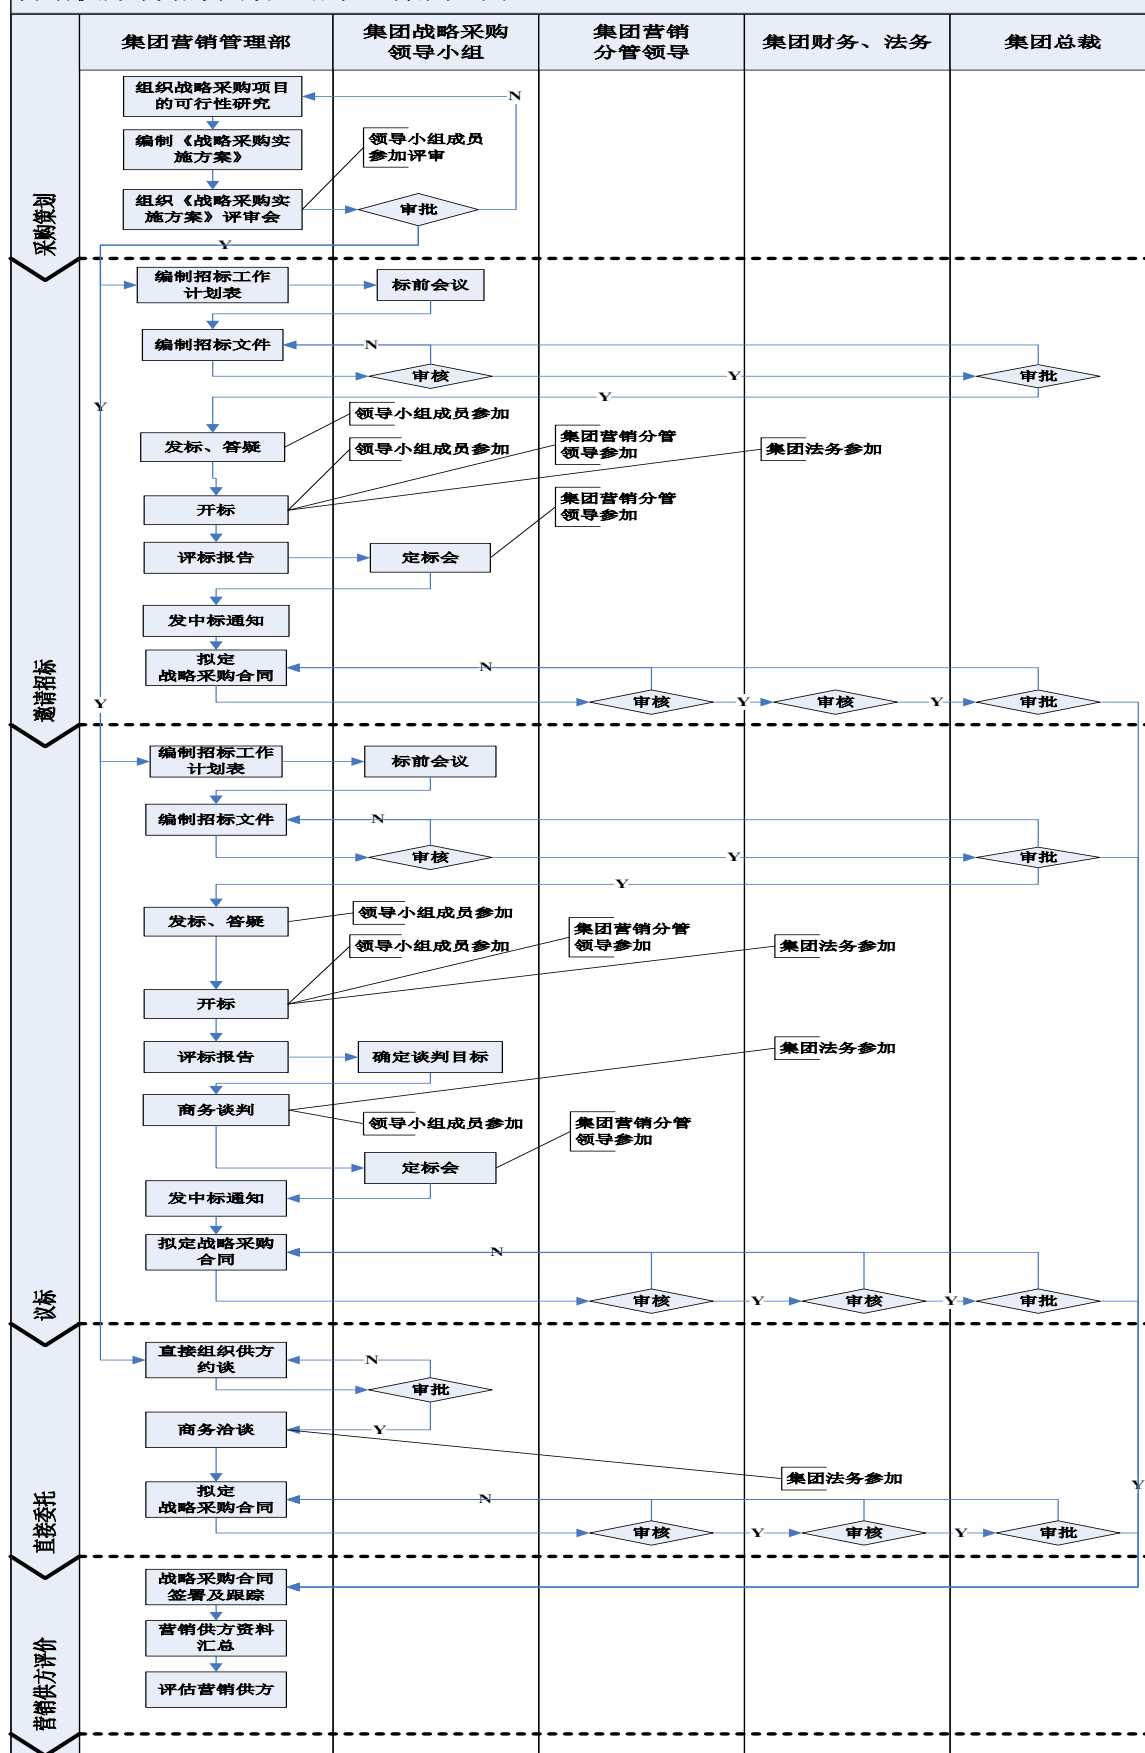 集团营销管理部
集团战略采购
领导小组
集团营销
分管领导
集团财务、法务
集团总裁
采购策划
组织战略采购项目
的可行性研究
N
编制《战略采购实
施方案》
领导小组成员
参加评审
组织《战略采购实
施方案》评审会
审批
Y
邀请招标
编制招标工作
计划表
标前会议
编制招标文件
N
审核
Y
审批
Y
Y
发标、答疑
领导小组成员参加
领导小组成员参加
集团营销分管
领导参加
集团法务参加
开标
集团营销分管
领导参加
评标报告
定标会
发中标通知
拟定
战略采购合同
N
Y
审核
Y
审核
Y
审批
议标
编制招标工作
计划表
标前会议
编制招标文件
N
审核
Y
审批
Y
发标、答疑
领导小组成员参加
领导小组成员参加
集团营销分管
领导参加
集团法务参加
开标
评标报告
确定谈判目标
集团法务参加
商务谈判
领导小组成员参加
集团营销分管
领导参加
定标会
发中标通知
拟定战略采购
合同
N
审核
Y
审核
Y
审批
直接委托
直接组织供方
约谈
N
审批
商务洽谈
Y
集团法务参加
Y
拟定
战略采购合同
N
审核
Y
审核
Y
审批
营销供方评价
战略采购合同
签署及跟踪
营销供方资料
汇总
评估营销供方